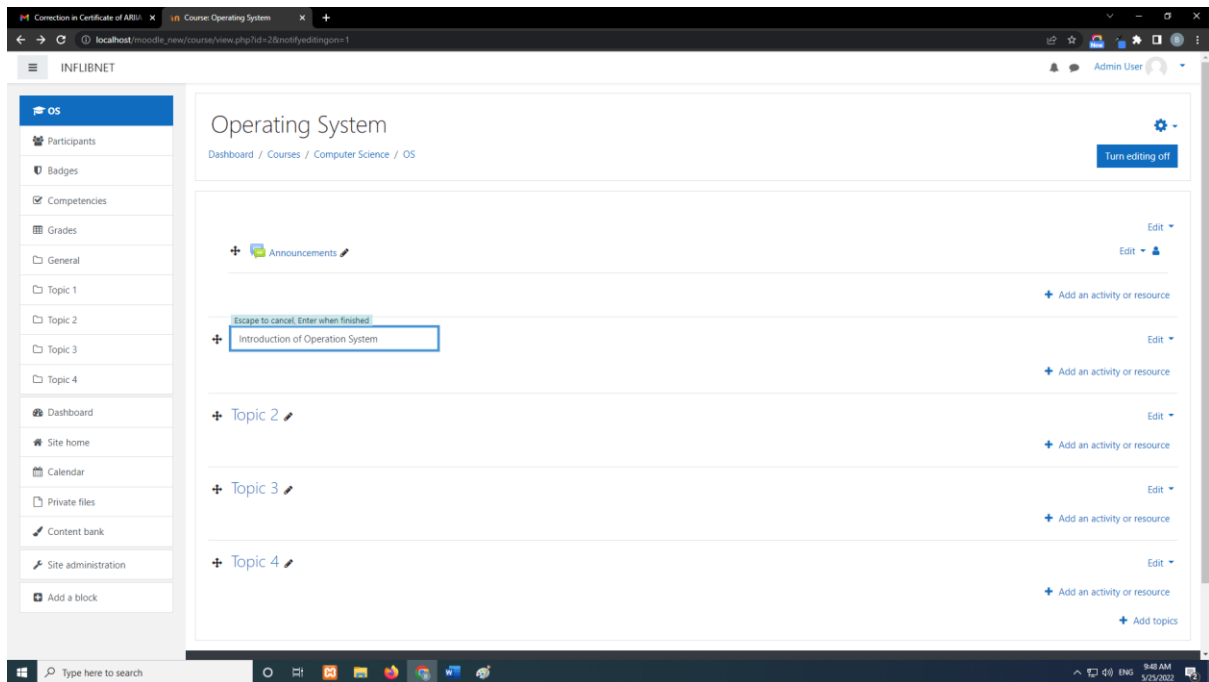 Correction in Certificate of ARIIA
Course: Operating System
localhost/moodle_new/course/view.php?id=2&notifyeditingon=1
New
B
INFLIBNET
Admin User
OS
Participants
Badges
Competencies
Grades
General
Topic 1
Topic 2
Topic 3
Topic 4
Dashboard
Site home
Calendar
Private files
Content bank
Site administration
Add a block
Operating System
Dashboard / Courses / Computer Science / OS
Turn editing off
Edit
Announcements
Edit
Add an activity or resource
Escape to cancel, Enter when finished
Introduction of Operation System
Edit
Add an activity or resource
Topic 2
Edit
Add an activity or resource
Topic 3
Edit
Add an activity or resource
Topic 4
Edit
Add an activity or resource
Add topics
Type here to search
ENG
9:48 AM
5/25/2022